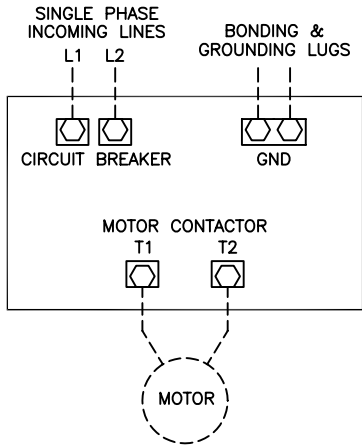 SINGLE PHASE
INCOMING LINES
L1 L2
BONDING &
GROUNDING LUGS
CIRCUIT BREAKER
GND
MOTOR CONTACTOR
T1 T2
MOTOR